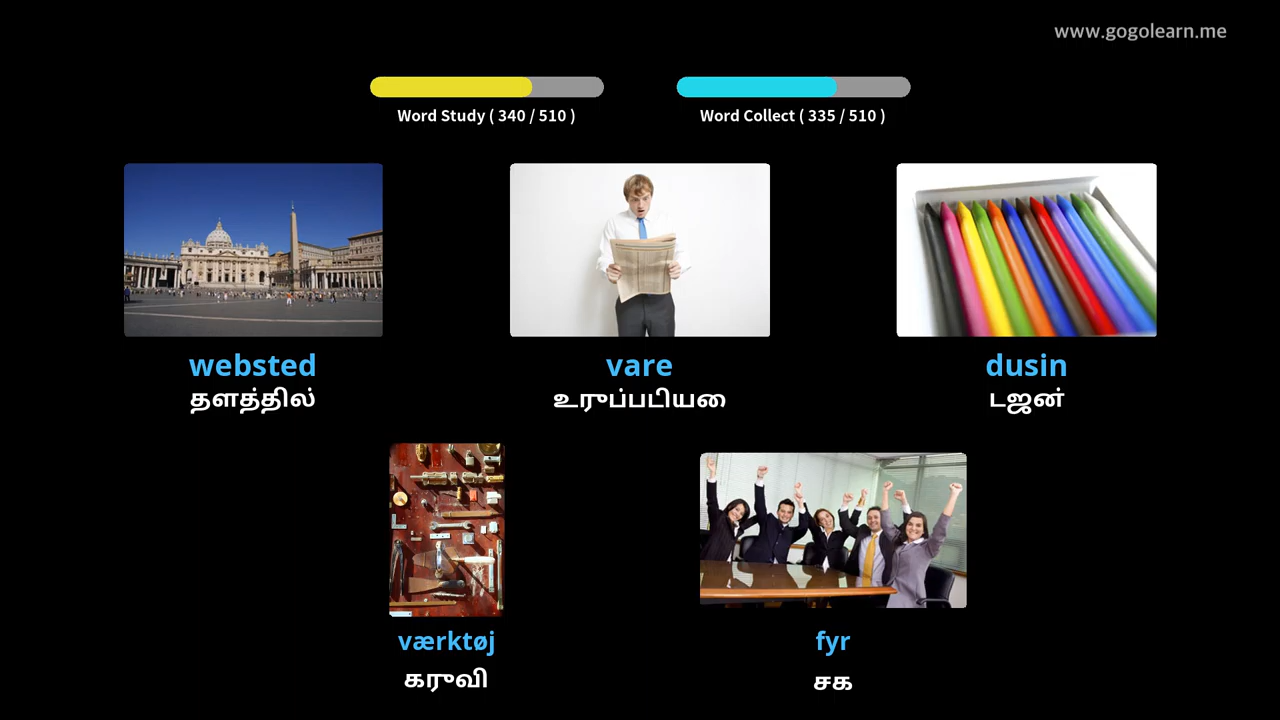 www.gogolearn.me
Word Study ( 340 / 510 )
Word Collect ( 335 / 510 )
websted
தளத்தில்
vare
உருப்படியை
dusin
டஜன்
værktøj
கருவி
fyr
சக